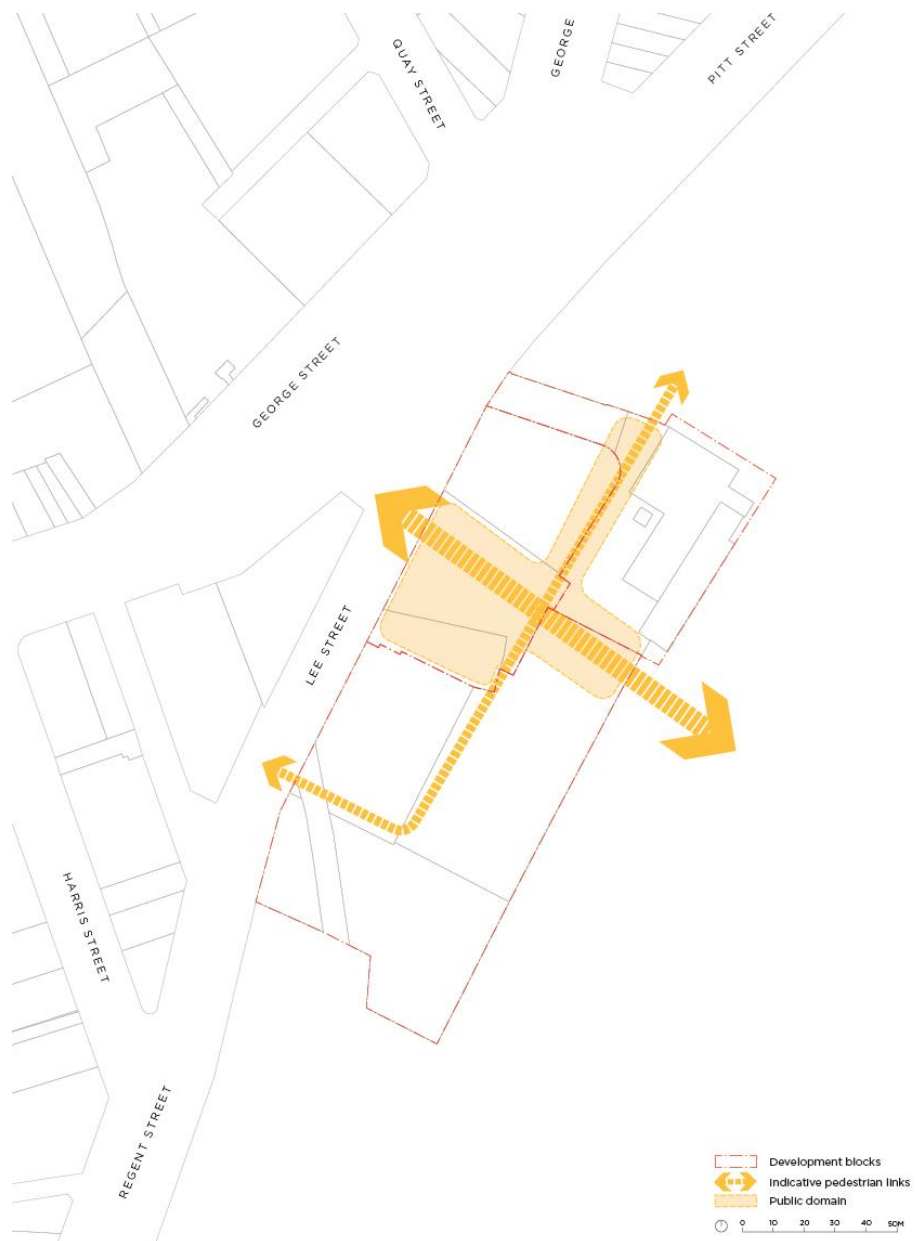 QUAY STREET
GEORGE
PITT STREET
GEORGE STREET
LEE STREET
HARRIS STREET
REGENT STREET
Development blocks
Indicative pedestrian links
Public domain
0 10 20 30 40 50M